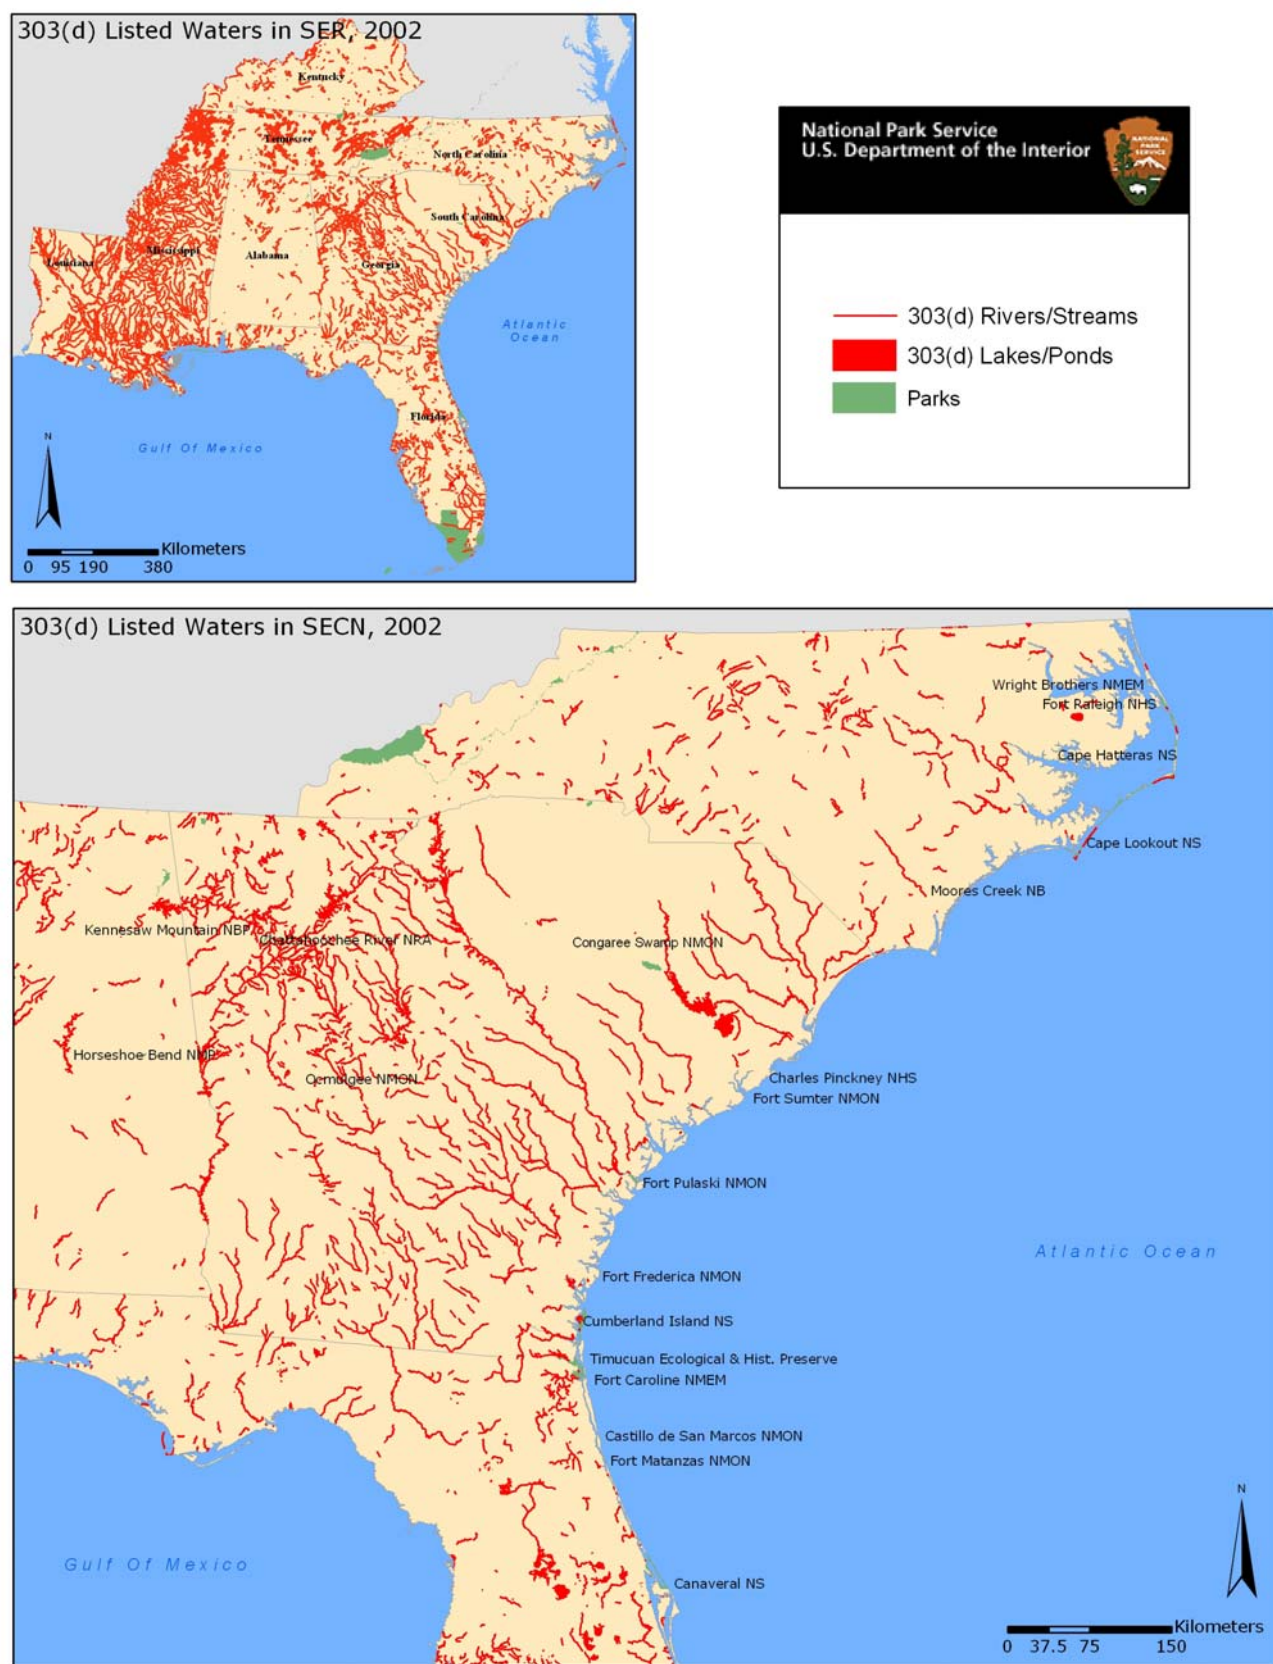 303(d) Listed Waters in SER, 2002
Kentucky
Tennessee
North Carolina
South Carolina
Louisiana
Mississippi
Alabama
Georgia
Atlantic
Ocean
Florida
Gulf Of Mexico
N
Kilometers
0 95 190 380
National Park Service
U.S. Department of the Interior
NATIONAL
PARK
SERVICE
303(d) Rivers/Streams
303(d) Lakes/Ponds
Parks
303(d) Listed Waters in SECN, 2002
Wright Brothers NMEM
Fort Raleigh NHS
Cape Hatteras NS
Cape Lookout NS
Moores Creek NB
Kennesaw Mountain NBP
Chattahoochee River NRA
Congaree Swamp NMON
Horseshoe Bend NMP
Ocmulgee NMON
Charles Pinckney NHS
Fort Sumter NMON
Fort Pulaski NMON
Atlantic Ocean
Fort Frederica NMON
Cumberland Island NS
Timucuan Ecological & Hist. Preserve
Fort Caroline NMEM
Castillo de San Marcos NMON
Fort Matanzas NMON
N
Gulf Of Mexico
Canaveral NS
Kilometers
0 37.5 75 150